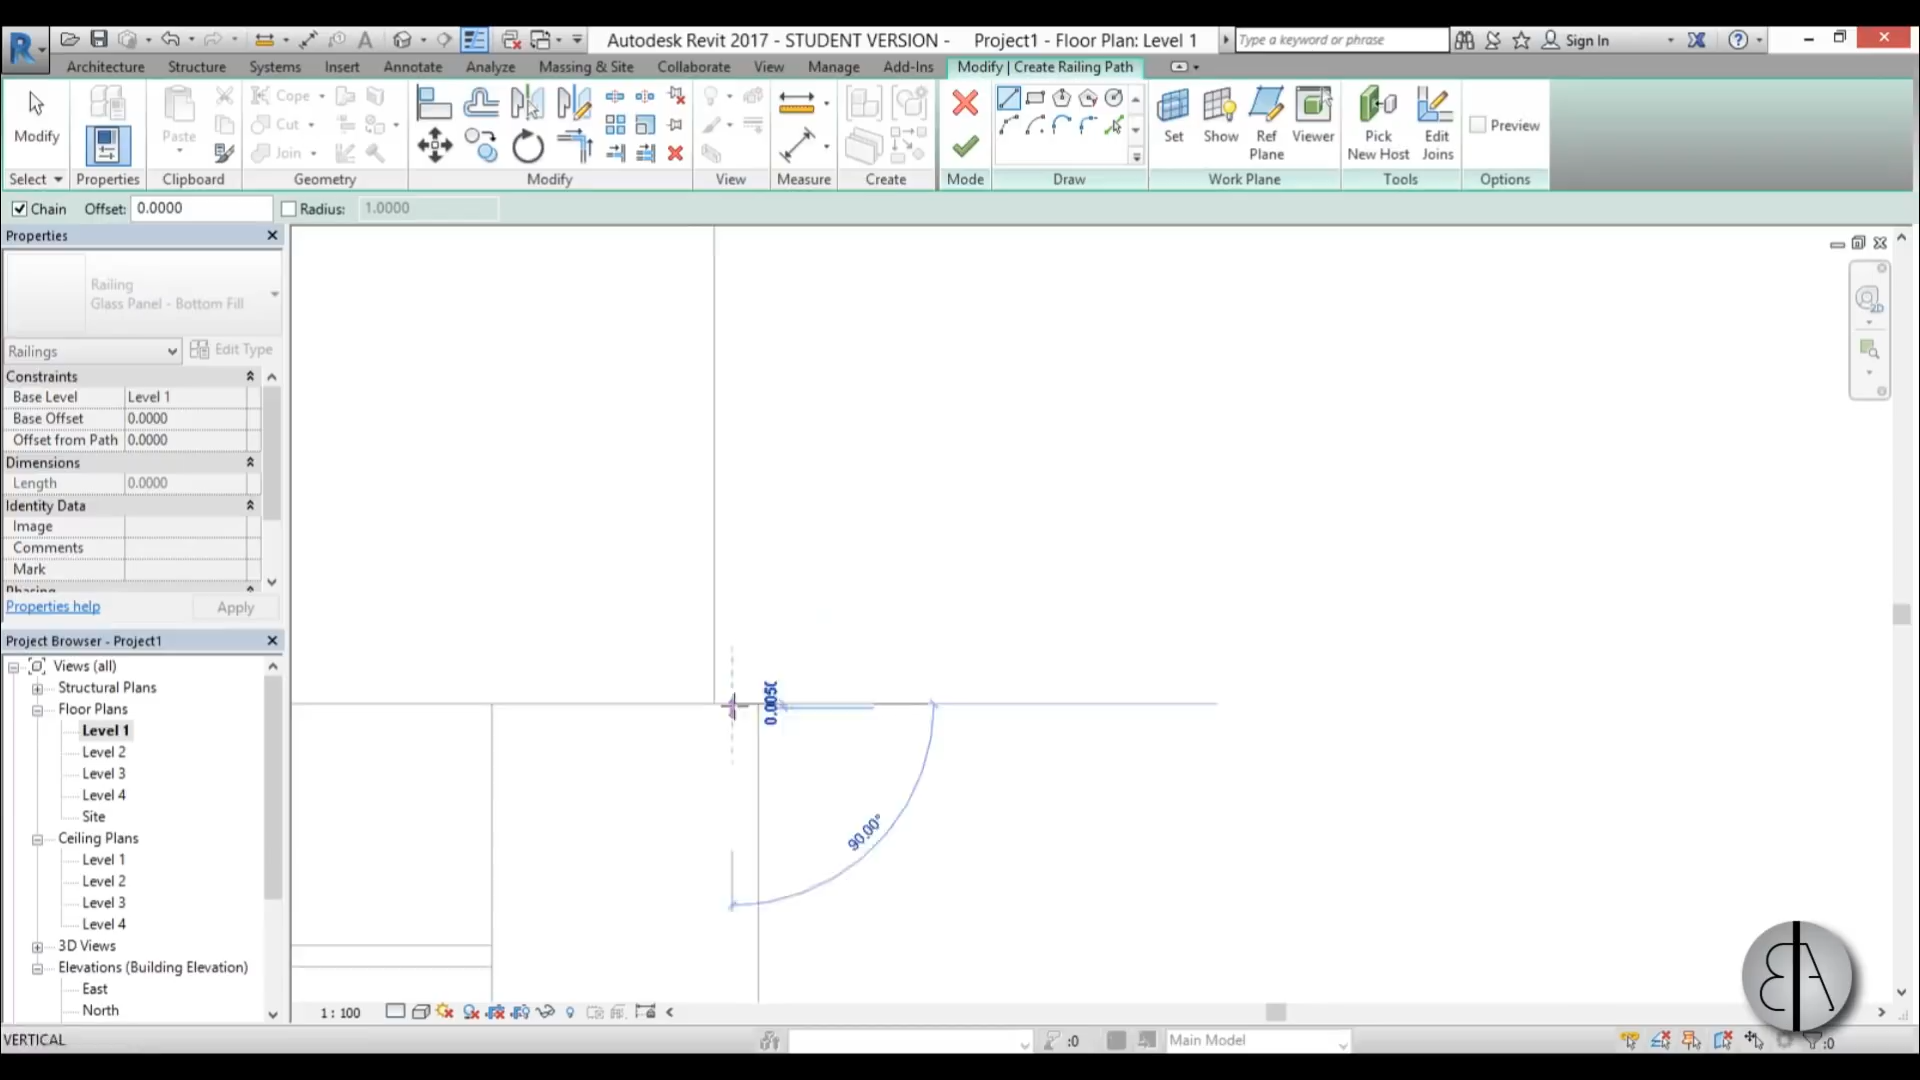 Autodesk Revit 2017 - STUDENT VERSION - Project1 - Floor Plan: Level 1
Type a keyword or phrase
Sign In
Architecture Structure Systems Insert Annotate Analyze Massing & Site Collaborate View Manage Add-Ins Modify | Create Railing Path
Modify Paste Cope Cut Join Set Show Ref Plane Viewer Pick New Host Edit Joins Preview
Select Properties Clipboard Geometry Modify View Measure Create Mode Draw Work Plane Tools Options
Chain Offset: 0.0000 Radius: 1.0000
Properties
Railing
Glass Panel - Bottom Fill
Railings Edit Type
Constraints
Base Level Level 1
Base Offset 0.0000
Offset from Path 0.0000
Dimensions
Length 0.0000
Identity Data
Image
Comments
Mark
Phasing
Properties help Apply
Project Browser - Project1
Views (all)
Structural Plans
Floor Plans
Level 1
Level 2
Level 3
Level 4
Site
Ceiling Plans
Level 1
Level 2
Level 3
Level 4
3D Views
Elevations (Building Elevation)
East
North
2D
0.0050
90.00°
1 : 100
VERTICAL
:0
Main Model
:0